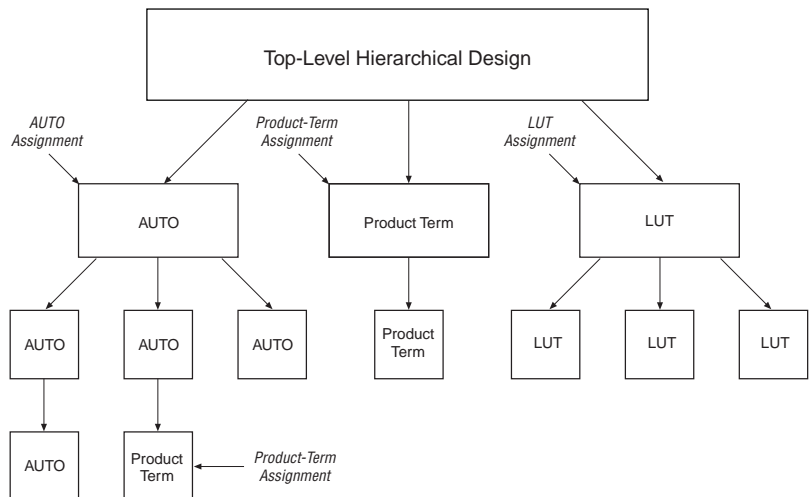 Top-Level Hierarchical Design
AUTO
Assignment
Product-Term
Assignment
LUT
Assignment
AUTO
Product Term
LUT
AUTO
AUTO
AUTO
Product
Term
LUT
LUT
LUT
AUTO
Product
Term
Product-Term
Assignment